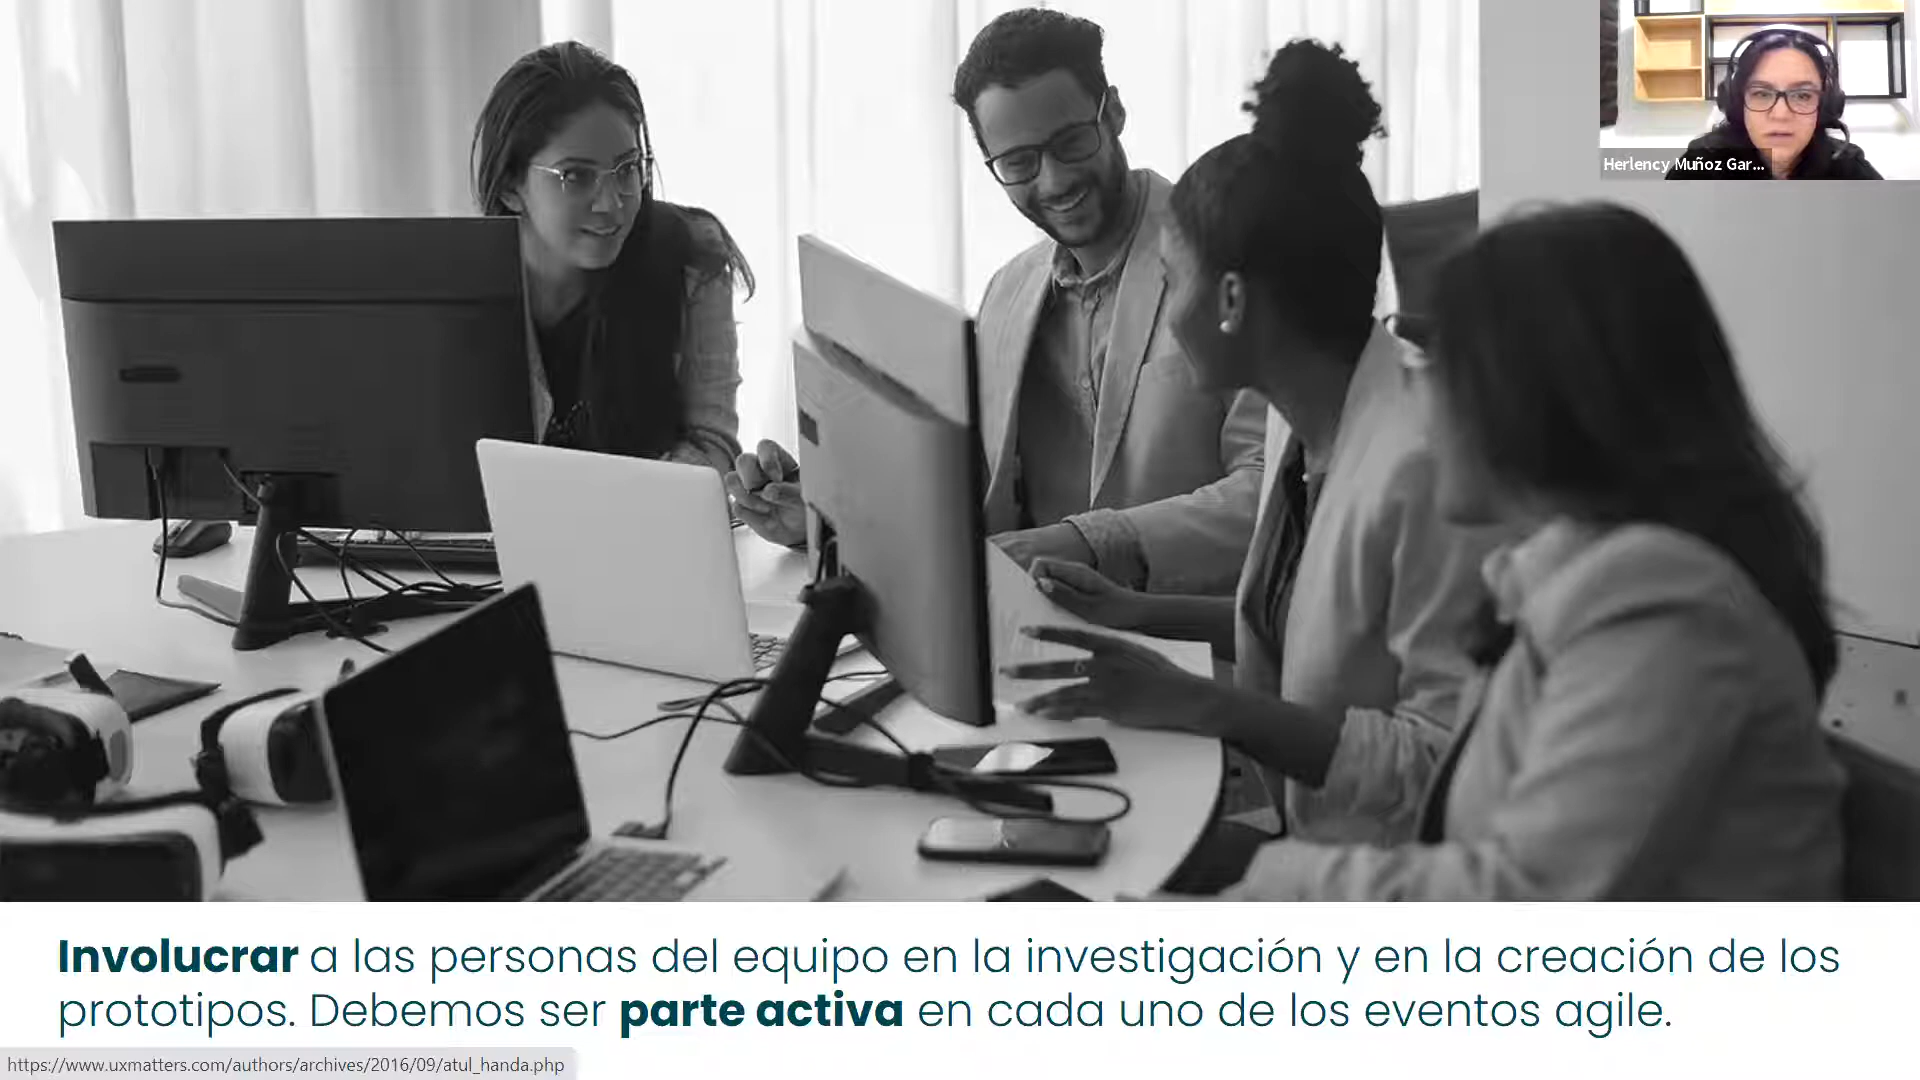 Herlency Muñoz Gar...
Involucrar a las personas del equipo en la investigación y en la creación de los
prototipos. Debemos ser parte activa en cada uno de los eventos agile.
https://www.uxmatters.com/authors/archives/2016/09/atul_handa.php